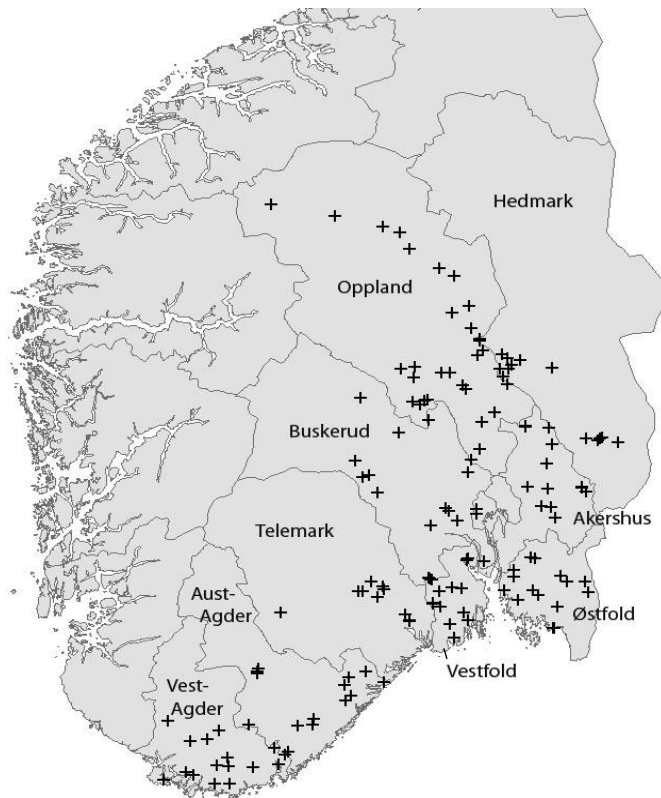 Hedmark
Oppland
Buskerud
Akershus
Telemark
Aust-
Agder
Østfold
Vestfold
Vest-
Agder